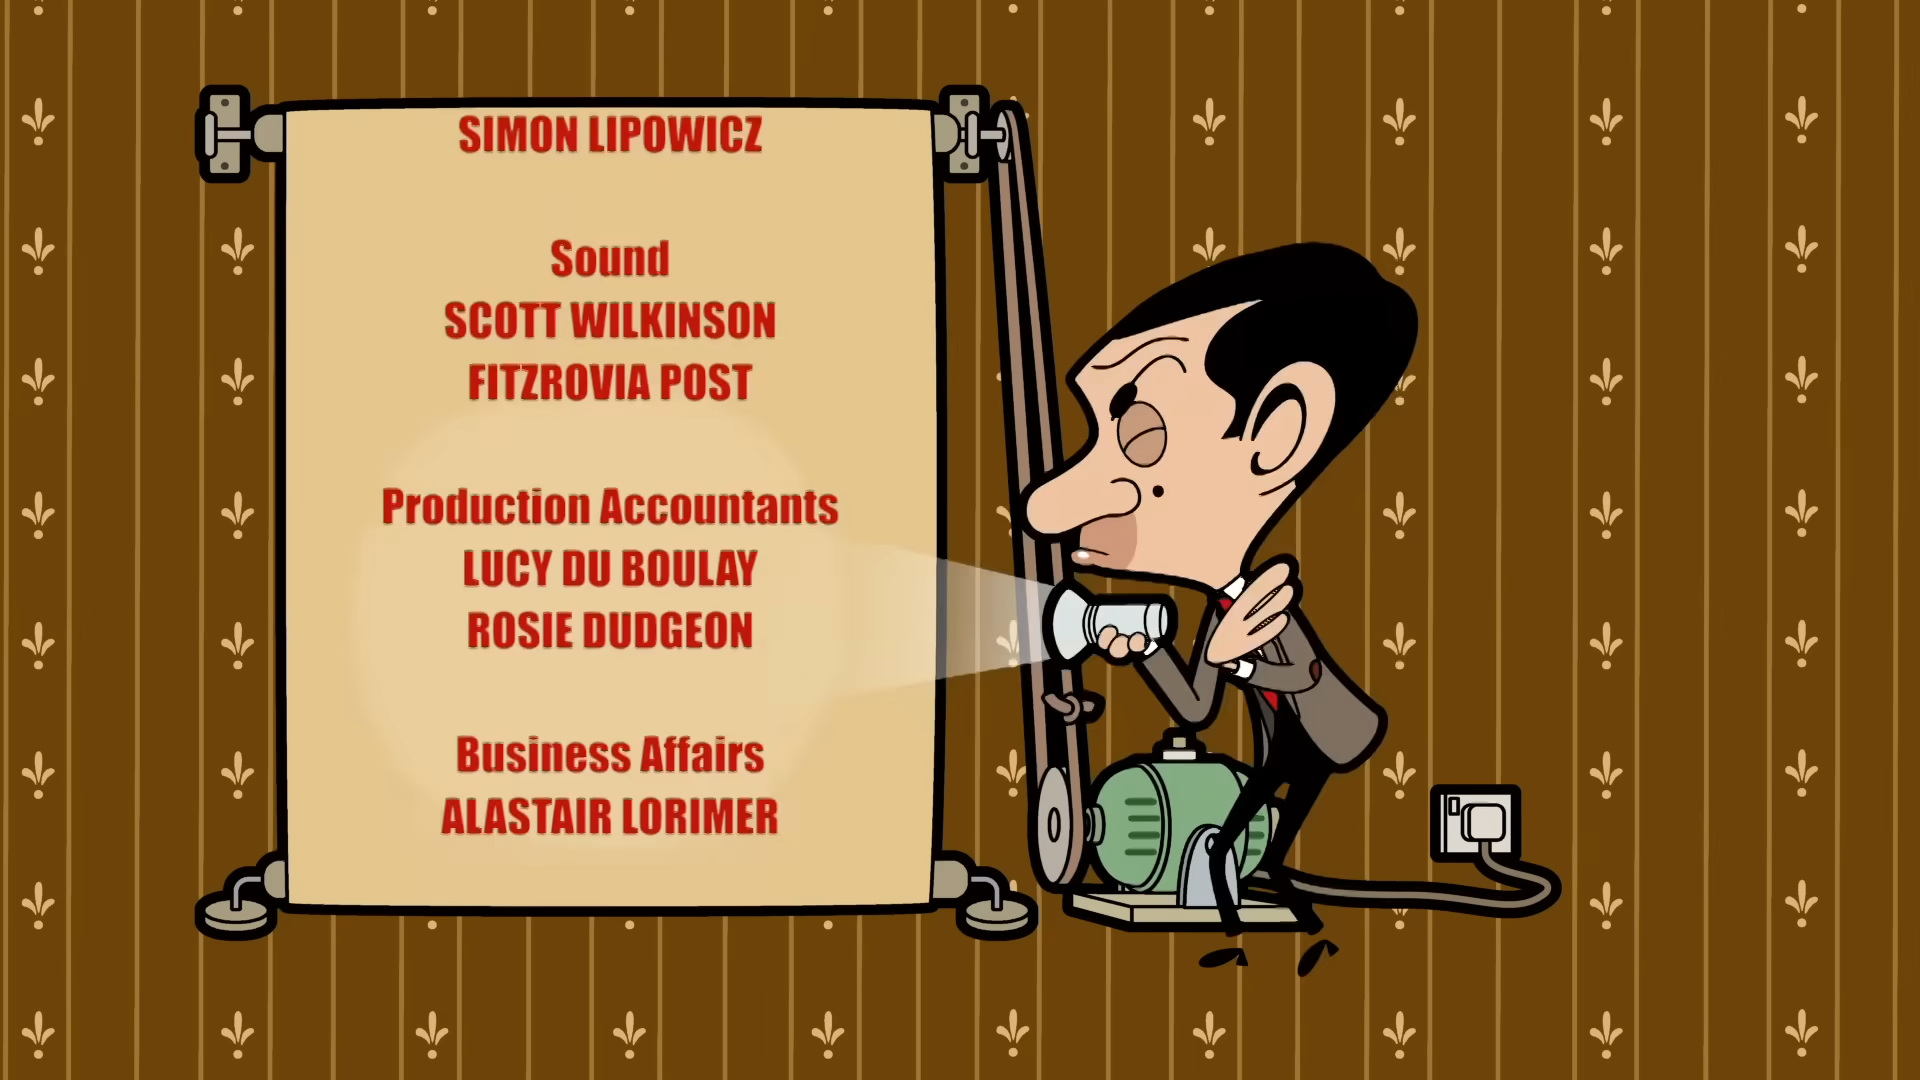 SIMON LIPOWICZ
Sound
SCOTT WILKINSON
FITZROVIA POST
Production Accountants
LUCY DU BOULAY
ROSIE DUDGEON
Business Affairs
ALASTAIR LORIMER